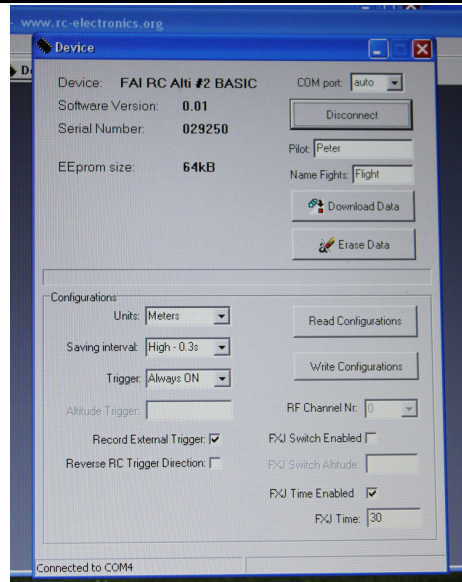 www.rc-electronics.org
Device
Device: FAI RC Alti #2 BASIC
COM port: auto
Software Version: 0.01
Disconnect
Serial Number: 029250
Pilot: Peter
EEprom size: 64kB
Name Fights: Flight
Download Data
Erase Data
Configurations
Units: Meters
Read Configurations
Saving interval: High - 0.3s
Write Configurations
Trigger: Always ON
Altitude Trigger:
RF Channel Nr: 0
Record External Trigger:
FXJ Switch Enabled
Reverse RC Trigger Direction:
FXJ Switch Altitude:
FXJ Time Enabled
FXJ Time: 30
Connected to COM4